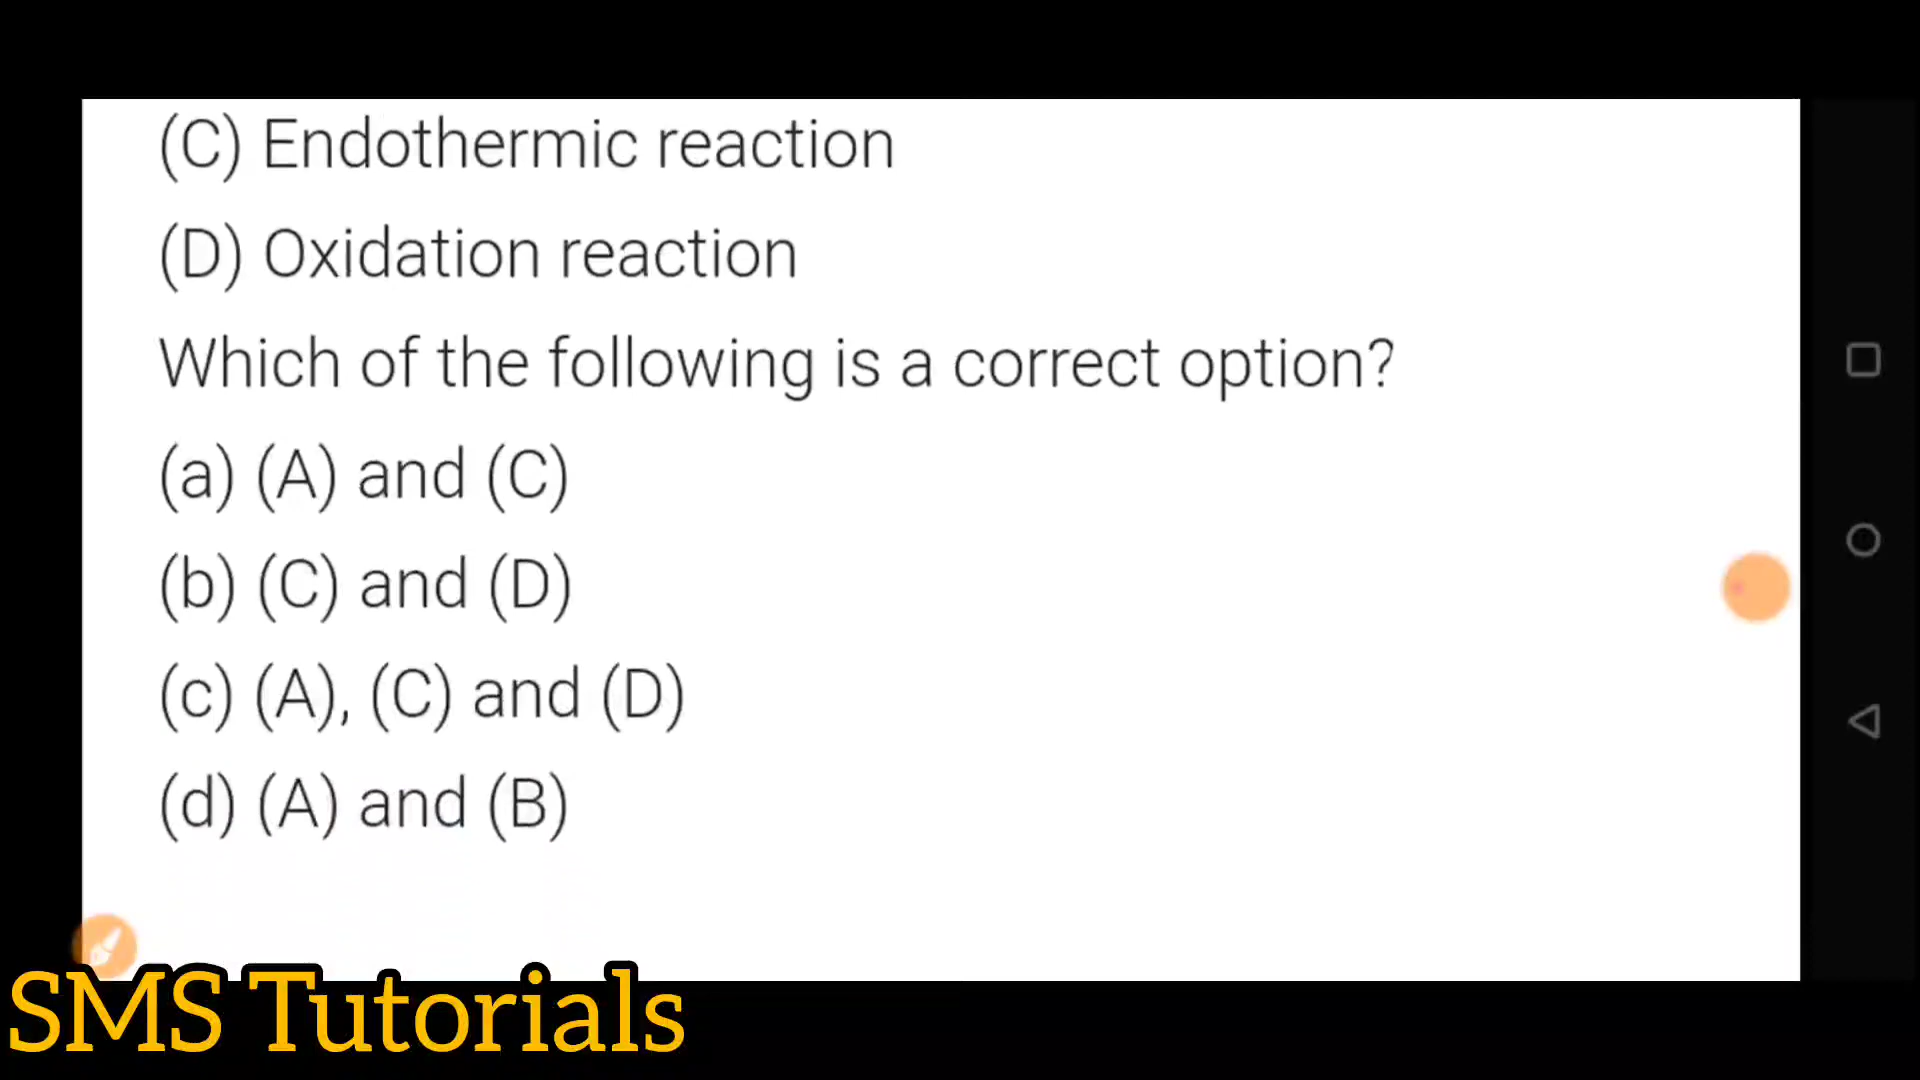 (C) Endothermic reaction
(D) Oxidation reaction
Which of the following is a correct option?
(a) (A) and (C)
(b) (C) and (D)
(c) (A), (C) and (D)
(d) (A) and (B)
SMS Tutorials